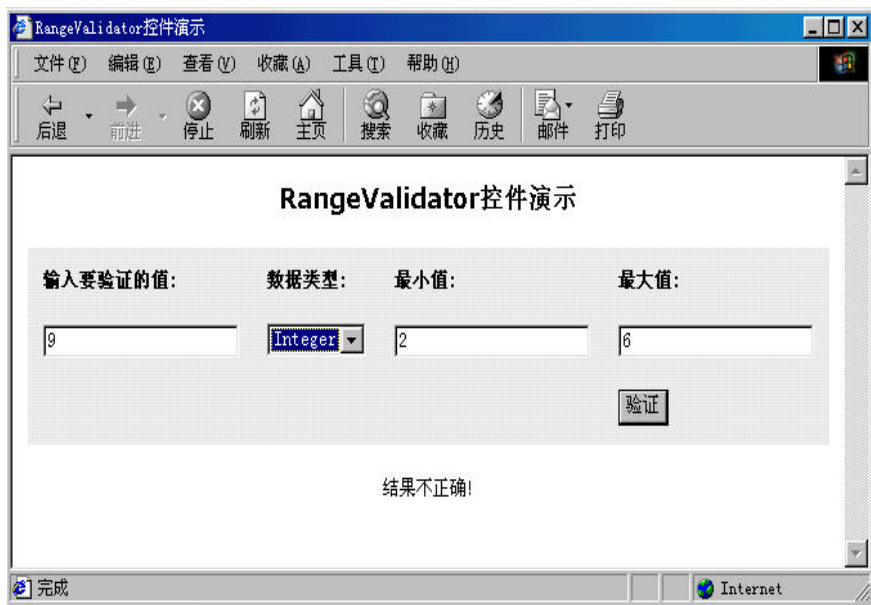 RangeValidator控件演示
文件(F) 编辑(E) 查看(V) 收藏(A) 工具(T) 帮助(H)
后退 前进 停止 刷新 主页 搜索 收藏 历史 邮件 打印
RangeValidator控件演示
输入要验证的值: 数据类型: 最小值: 最大值:
9 Integer 2 6
验证
结果不正确!
完成 Internet